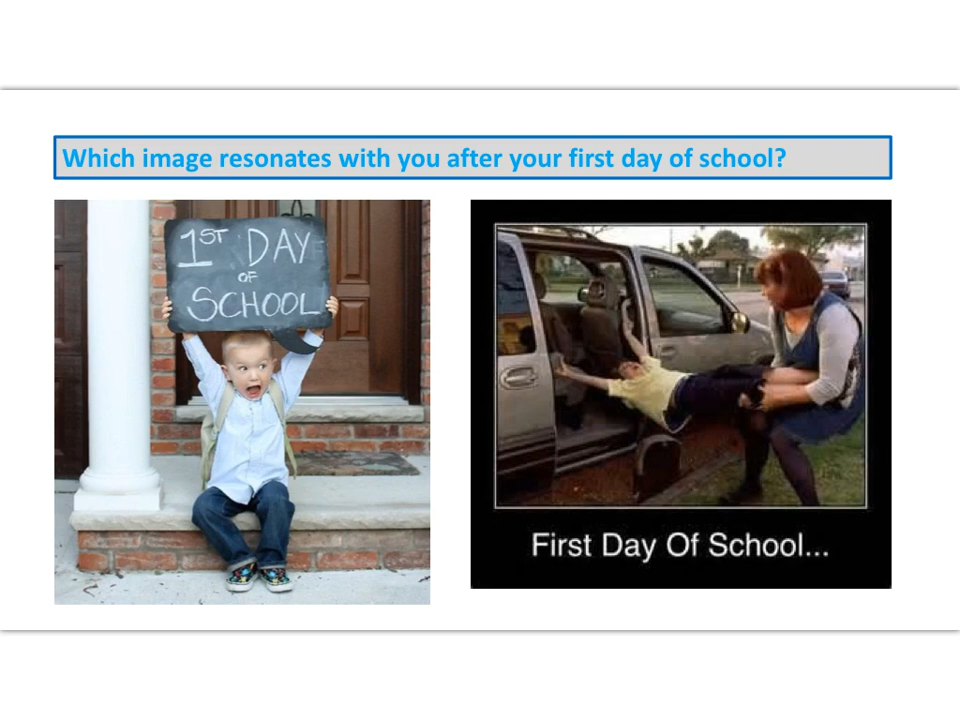 Which image resonates with you after your first day of school?
1ST DAY
OF
SCHOOL
First Day Of School...